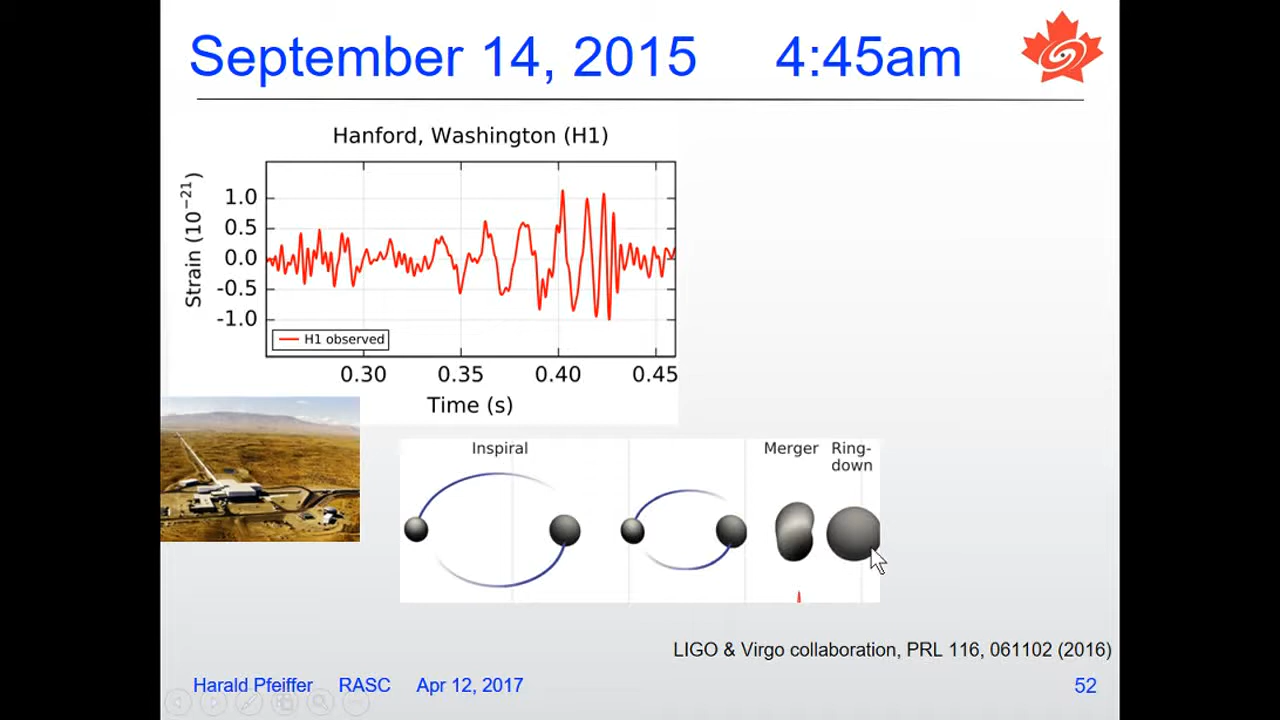 September 14, 2015 4:45am
Hanford, Washington (H1)
Strain (10⁻²¹)
1.0
0.5
0.0
-0.5
-1.0
H1 observed
0.30 0.35 0.40 0.45
Time (s)
Inspiral Merger Ring-
down
LIGO & Virgo collaboration, PRL 116, 061102 (2016)
Harald Pfeiffer RASC Apr 12, 2017 52